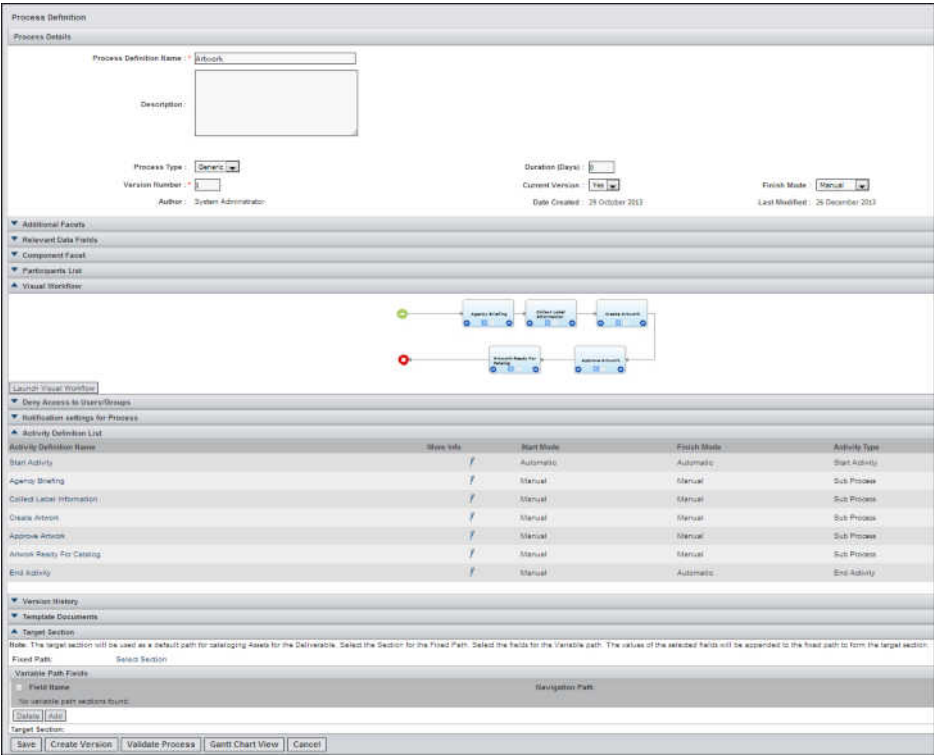 Process Definition
Process Details
Process Definition Name : * Artwork
Description :
Process Type : Generic
Duration (Days) :
Version Number : *
Current Version : Yes
Finish Mode : Manual
Author : System Administrator
Date Created : 29 October 2013
Last Modified : 26 December 2013
Additional Facets
Relevant Data Fields
Component Facet
Participants List
Visual Workflow
Agency Briefing
Collect Label Information
Create Artwork
Artwork Ready For Catalog
Approve Artwork
Launch Visual Workflow
Deny Access to Users/Groups
Notification settings for Process
Activity Definition List
Activity Definition Name More Info Start Mode Finish Mode Activity Type
Start Activity Automatic Automatic Start Activity
Agency Briefing Manual Manual Sub Process
Collect Label Information Manual Manual Sub Process
Create Artwork Manual Manual Sub Process
Approve Artwork Manual Manual Sub Process
Artwork Ready For Catalog Manual Manual Sub Process
End Activity Manual Automatic End Activity
Version History
Template Documents
Target Section
Note: The target section will be used as a default path for cataloging Assets for the Deliverable. Select the Section for the Fixed Path. Select the fields for the Variable path. The values of the selected fields will be appended to the fixed path to form the target section
Fixed Path: Select Section
Variable Path Fields
Field Name Navigation Path
No variable path sections found.
Delete Add
Target Section:
Save Create Version Validate Process Gantt Chart View Cancel